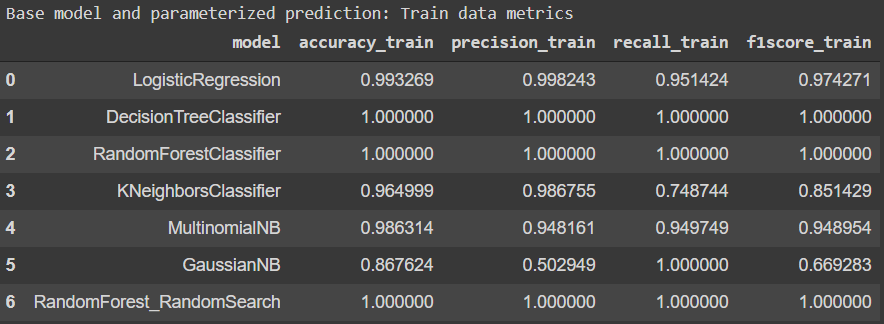 Base model and parameterized prediction: Train data metrics
model accuracy_train precision_train recall_train f1score_train
0 LogisticRegression 0.993269 0.998243 0.951424 0.974271
1 DecisionTreeClassifier 1.000000 1.000000 1.000000 1.000000
2 RandomForestClassifier 1.000000 1.000000 1.000000 1.000000
3 KNeighborsClassifier 0.964999 0.986755 0.748744 0.851429
4 MultinomialNB 0.986314 0.948161 0.949749 0.948954
5 GaussianNB 0.867624 0.502949 1.000000 0.669283
6 RandomForest_RandomSearch 1.000000 1.000000 1.000000 1.000000